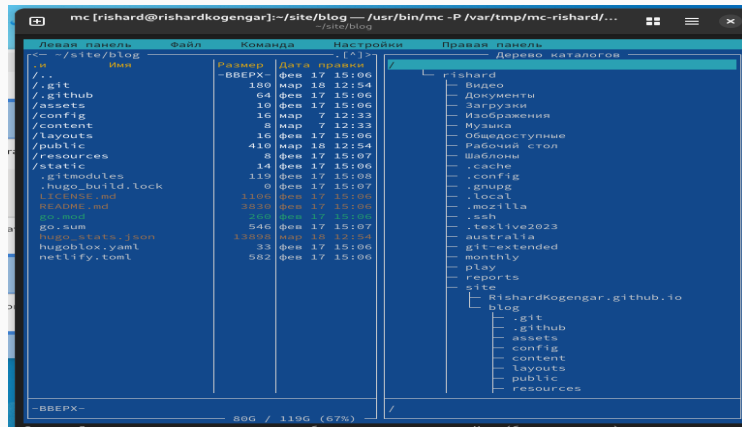 mc [rishard@rishardkogengar]:~/site/blog — /usr/bin/mc -P /var/tmp/mc-rishard/...
~/site/blog
Левая панель Файл Команда Настройки Правая панель
<— ~/site/blog .[^]>
.и Имя Размер Дата правки
/.. -ВВЕРХ- фев 17 15:06
/.git 180 мар 18 12:54
/.github 64 фев 17 15:06
/assets 10 фев 17 15:06
/config 16 мар 7 12:33
/content 8 мар 7 12:33
/layouts 16 фев 17 15:06
/public 410 мар 18 12:54
/resources 8 фев 17 15:07
/static 14 фев 17 15:06
.gitmodules 119 фев 17 15:08
.hugo_build.lock 0 фев 17 15:07
LICENSE.md 1106 фев 17 15:06
README.md 3830 фев 17 15:06
go.mod 260 фев 17 15:06
go.sum 546 фев 17 15:07
hugo_stats.json 13898 мар 18 12:54
hugoblox.yaml 33 фев 17 15:06
netlify.toml 582 фев 17 15:06
-ВВЕРХ-
80G / 119G (67%)
Дерево каталогов
/
rishard
Видео
Документы
Загрузки
Изображения
Музыка
Общедоступные
Рабочий стол
Шаблоны
.cache
.config
.gnupg
.local
.mozilla
.ssh
.texlive2023
australia
git-extended
monthly
play
reports
site
RishardKogengar.github.io
blog
.git
.github
assets
config
content
layouts
public
resources
/